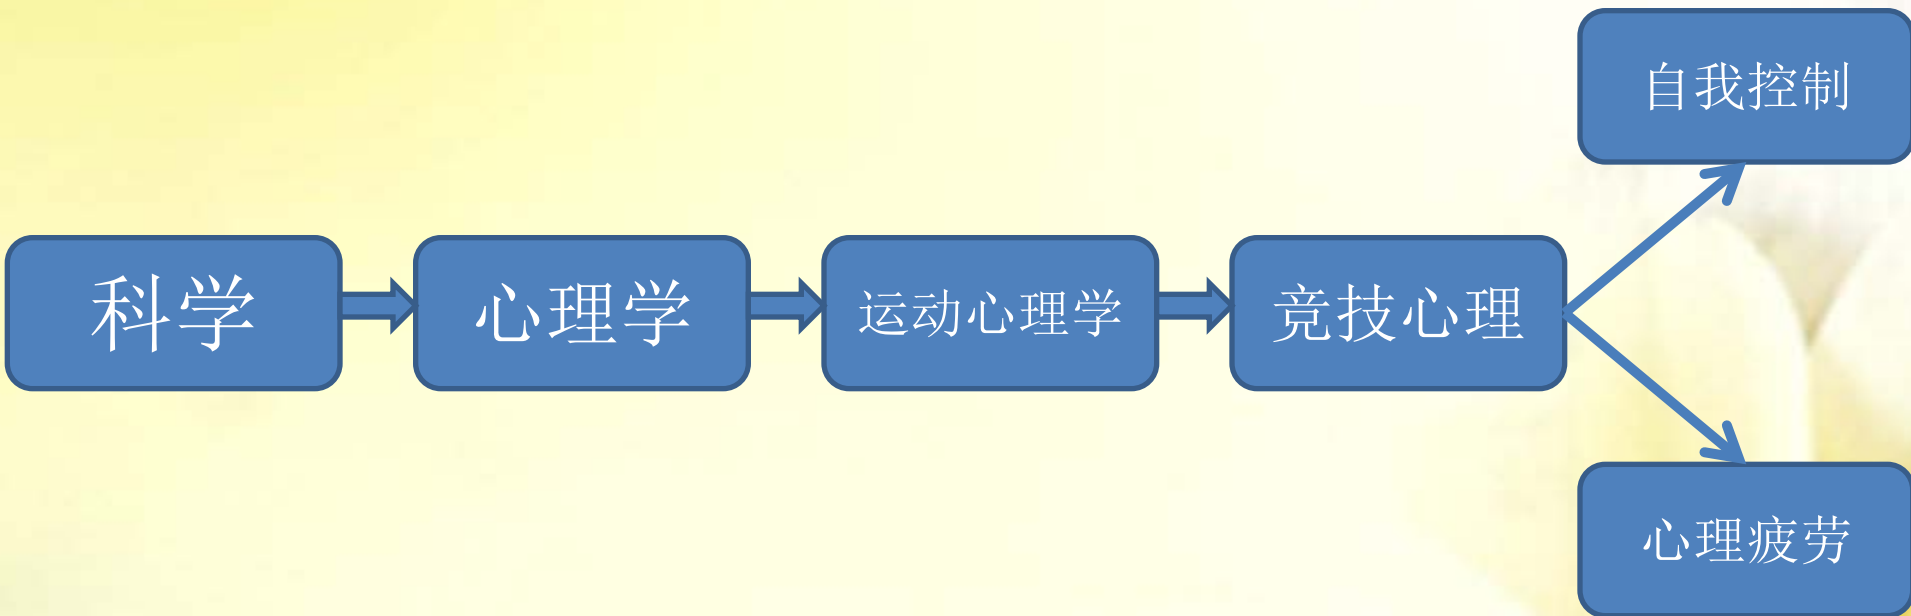 自我控制
科学
心理学
运动心理学
竞技心理
心理疲劳